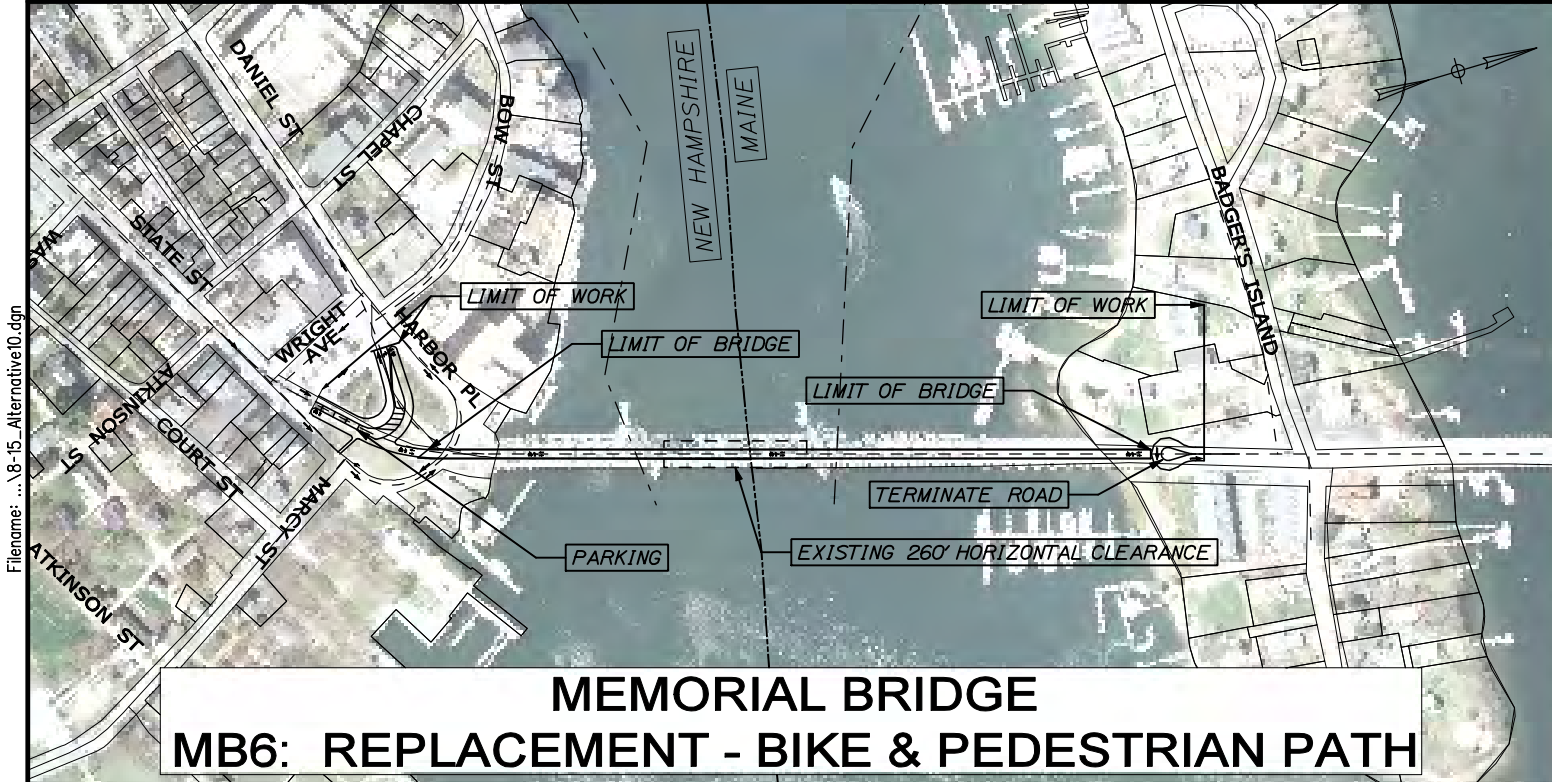 DANIEL ST
CHAPEL ST
BOW ST
NEW HAMPSHIRE
MAINE
BADGER'S ISLAND
STATE ST
WAS
LIMIT OF WORK
LIMIT OF WORK
WRIGHT
AVE
HARBOR PL
LIMIT OF BRIDGE
LIMIT OF BRIDGE
ATKINSON ST
COURT ST
MARCY ST
TERMINATE ROAD
PARKING
EXISTING 260' HORIZONTAL CLEARANCE
ATKINSON ST
Filename: ...\8-15_Alternative10.dgn
MEMORIAL BRIDGE
MB6: REPLACEMENT - BIKE & PEDESTRIAN PATH